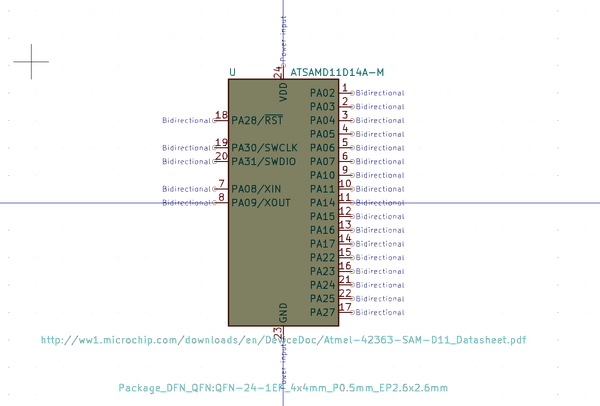 Power input
24
U ATSAMD11D14A-M
VDD
PA02 1 Bidirectional
PA03 2 Bidirectional
Bidirectional 18 PA28/RST PA04 3 Bidirectional
PA05 4 Bidirectional
Bidirectional 19 PA30/SWCLK PA06 5 Bidirectional
Bidirectional 20 PA31/SWDIO PA07 6 Bidirectional
PA10 9 Bidirectional
Bidirectional 7 PA08/XIN PA11 10 Bidirectional
Bidirectional 8 PA09/XOUT PA14 11 Bidirectional
PA15 12 Bidirectional
PA16 13 Bidirectional
PA17 14 Bidirectional
PA22 15 Bidirectional
PA23 16 Bidirectional
PA24 21 Bidirectional
PA25 22 Bidirectional
PA27 17 Bidirectional
GND
23
http://ww1.microchip.com/downloads/en/DeviceDoc/Atmel-42363-SAM-D11_Datasheet.pdf
Power input
Package_DFN_QFN:QFN-24-1EP_4x4mm_P0.5mm_EP2.6x2.6mm